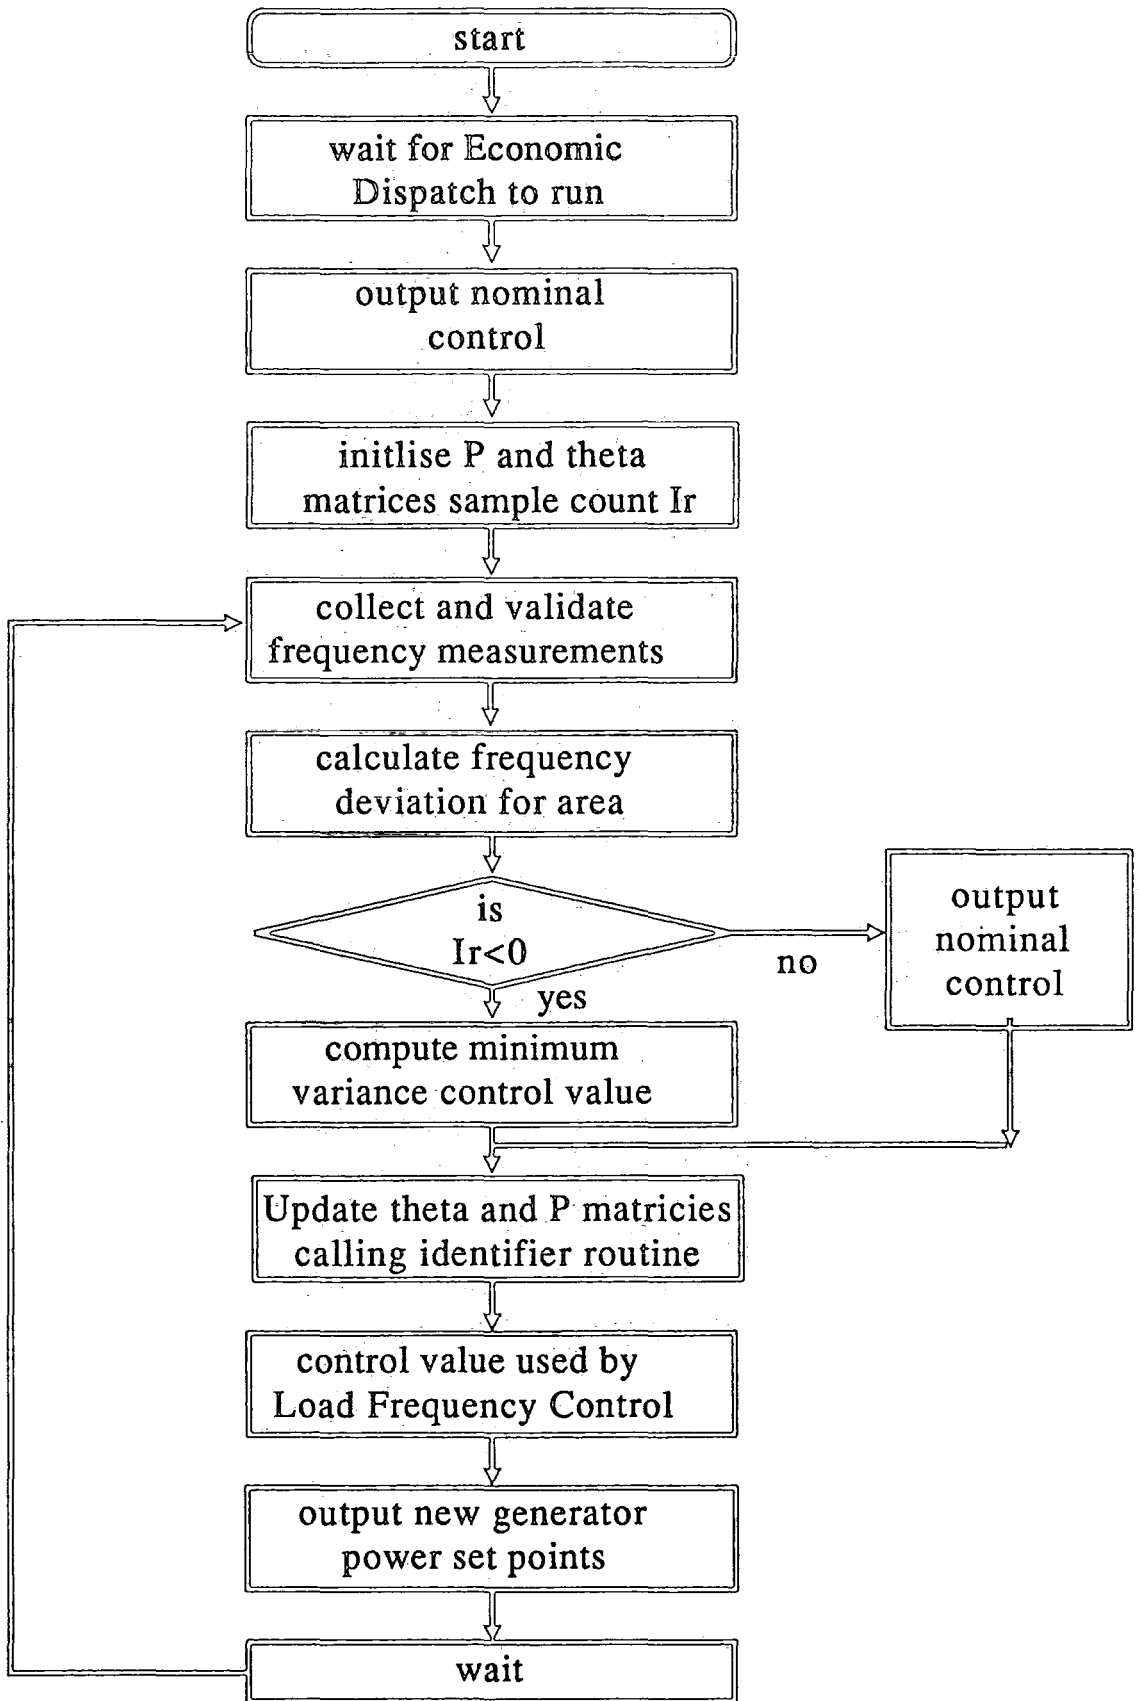 start
wait for Economic
Dispatch to run
output nominal
control
initlise P and theta
matrices sample count Ir
collect and validate
frequency measurements
calculate frequency
deviation for area
is
Ir<0
no
yes
output
nominal
control
compute minimum
variance control value
Update theta and P matricies
calling identifier routine
control value used by
Load Frequency Control
output new generator
power set points
wait